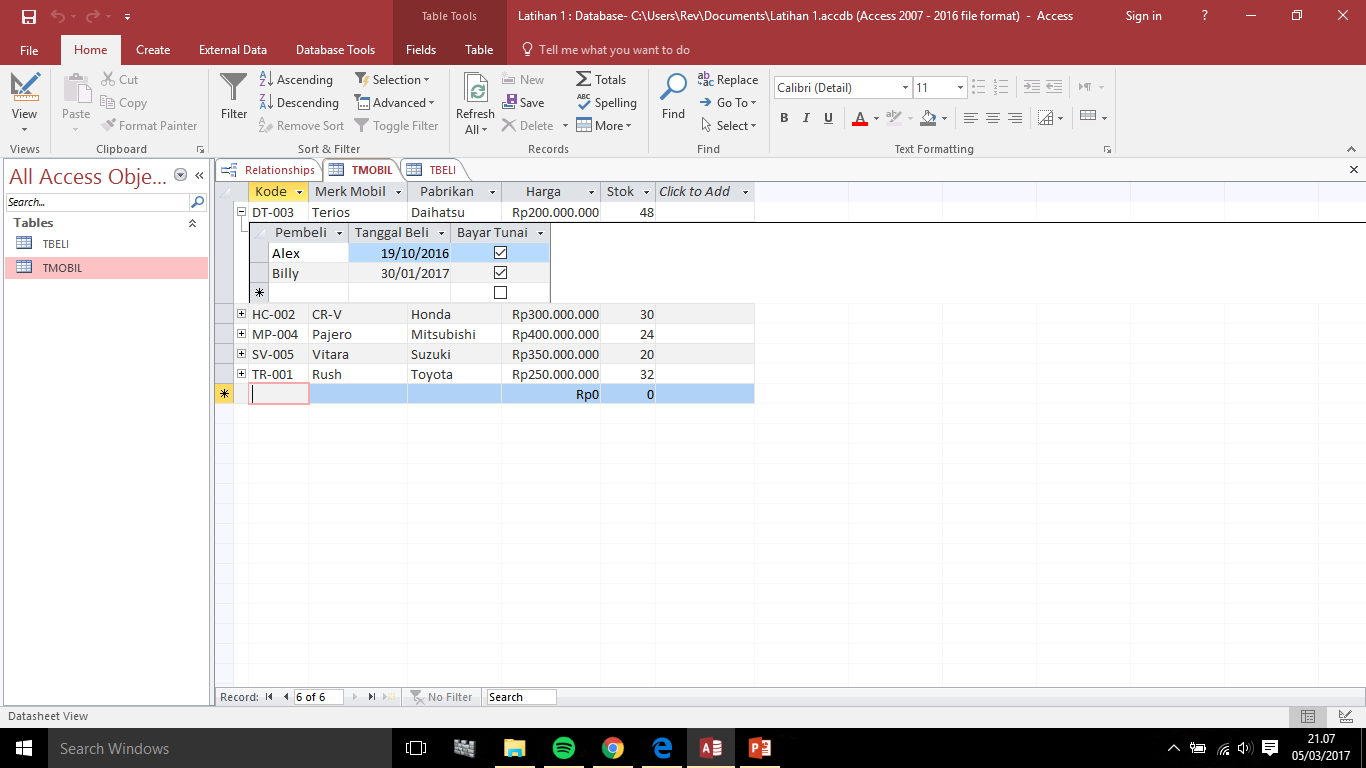 Table Tools
Latihan 1 : Database- C:\Users\Rev\Documents\Latihan 1.accdb (Access 2007 - 2016 file format) - Access
Sign in
?
File Home Create External Data Database Tools Fields Table Tell me what you want to do
View
Views
Paste
Cut
Copy
Format Painter
Clipboard
Filter
Ascending
Descending
Remove Sort
Selection
Advanced
Toggle Filter
Sort & Filter
Refresh
All
New
Save
Delete
Totals
Spelling
More
Records
Find
Replace
Go To
Select
Find
Calibri (Detail) 11
B I U A
Text Formatting
All Access Obje...
Search...
Tables
TBELI
TMOBIL
Relationships TMOBIL TBELI
Kode Merk Mobil Pabrikan Harga Stok Click to Add
DT-003 Terios Daihatsu Rp200.000.000 48
Pembeli Tanggal Beli Bayar Tunai
Alex 19/10/2016
Billy 30/01/2017
HC-002 CR-V Honda Rp300.000.000 30
MP-004 Pajero Mitsubishi Rp400.000.000 24
SV-005 Vitara Suzuki Rp350.000.000 20
TR-001 Rush Toyota Rp250.000.000 32
Rp0 0
Record: 6 of 6 No Filter Search
Datasheet View
Search Windows
21.07
05/03/2017